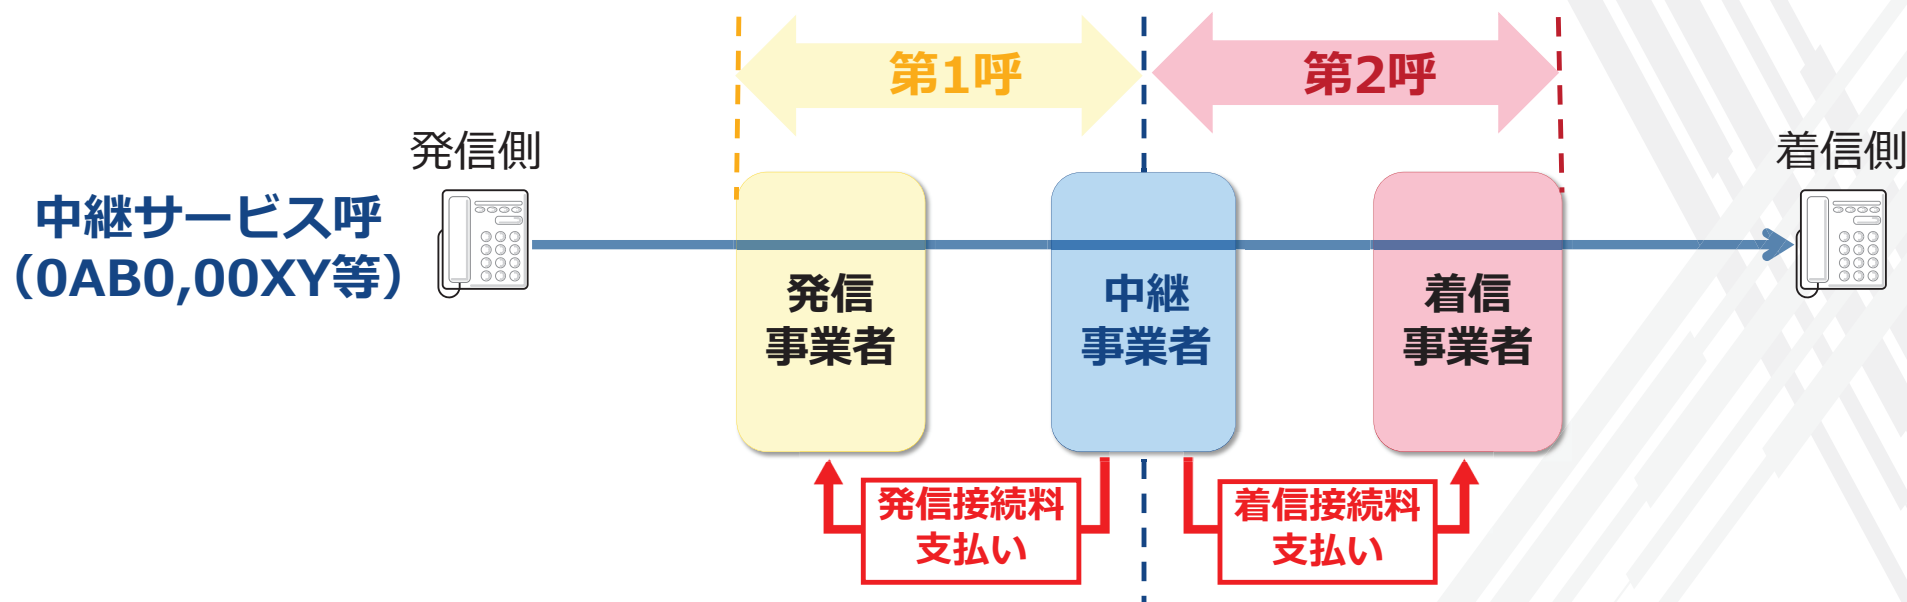 第1呼
第2呼
発信側
着信側
中継サービス呼
（0AB0,00XY等）
発信
事業者
中継
事業者
着信
事業者
発信接続料
支払い
着信接続料
支払い